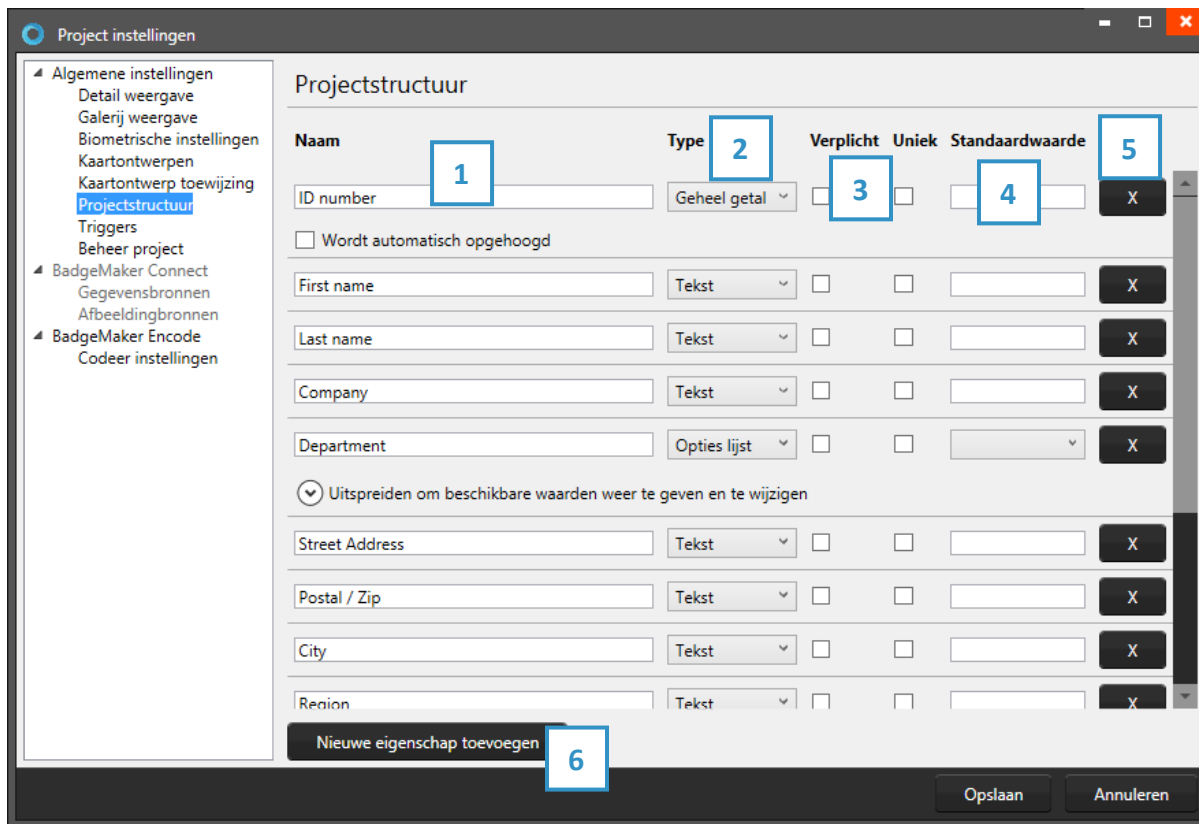 Project instellingen
Algemene instellingen
Detail weergave
Galerij weergave
Biometrische instellingen
Kaartontwerpen
Kaartontwerp toewijzing
Projectstructuur
Triggers
Beheer project
BadgeMaker Connect
Gegevensbronnen
Afbeeldingbronnen
BadgeMaker Encode
Codeer instellingen
Projectstructuur
Naam Type Verplicht Uniek Standaardwaarde
1 2 3 4 5
ID number Geheel getal X
Wordt automatisch opgehoogd
First name Tekst X
Last name Tekst X
Company Tekst X
Department Opties lijst X
Uitspreiden om beschikbare waarden weer te geven en te wijzigen
Street Address Tekst X
Postal / Zip Tekst X
City Tekst X
Region Tekst X
Nieuwe eigenschap toevoegen 6
Opslaan Annuleren